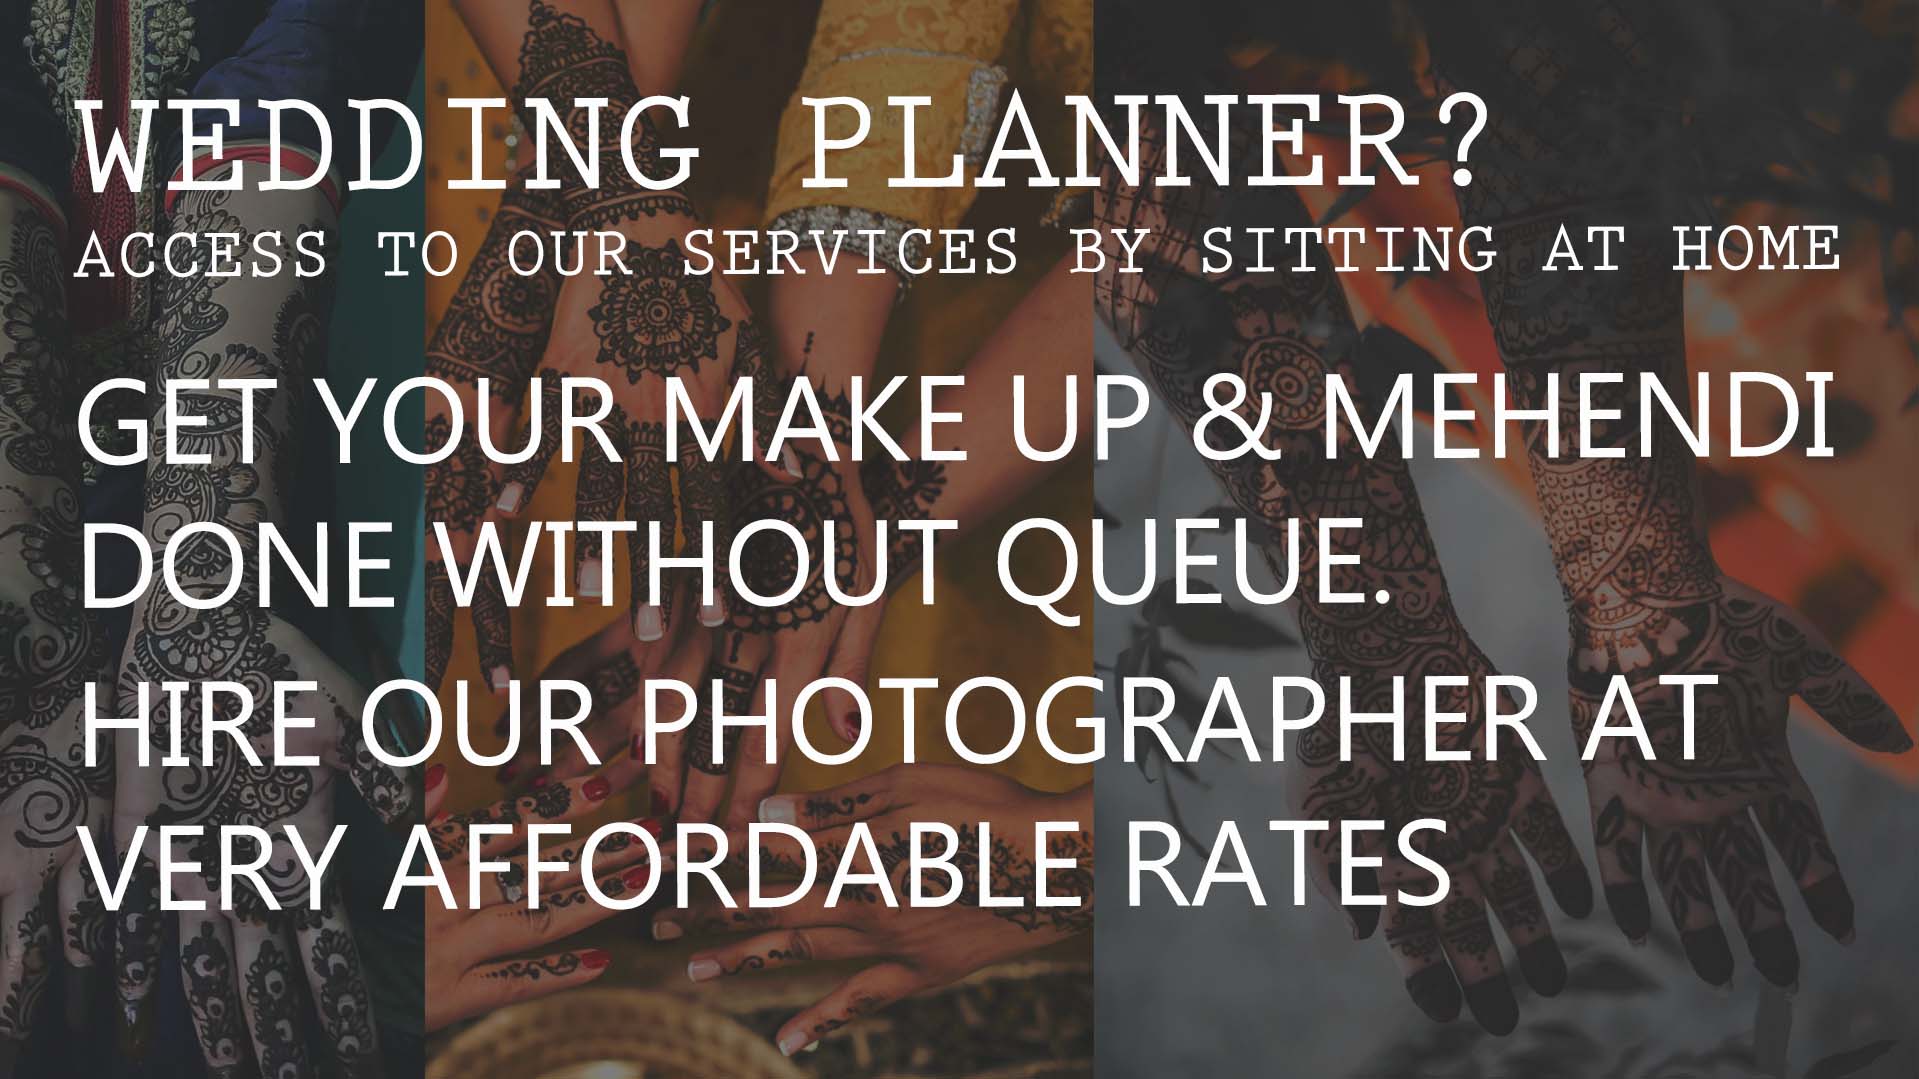 WEDDING PLANNER?
ACCESS TO OUR SERVICES BY SITTING AT HOME
GET YOUR MAKE UP & MEHENDI
DONE WITHOUT QUEUE.
HIRE OUR PHOTOGRAPHER AT
VERY AFFORDABLE RATES